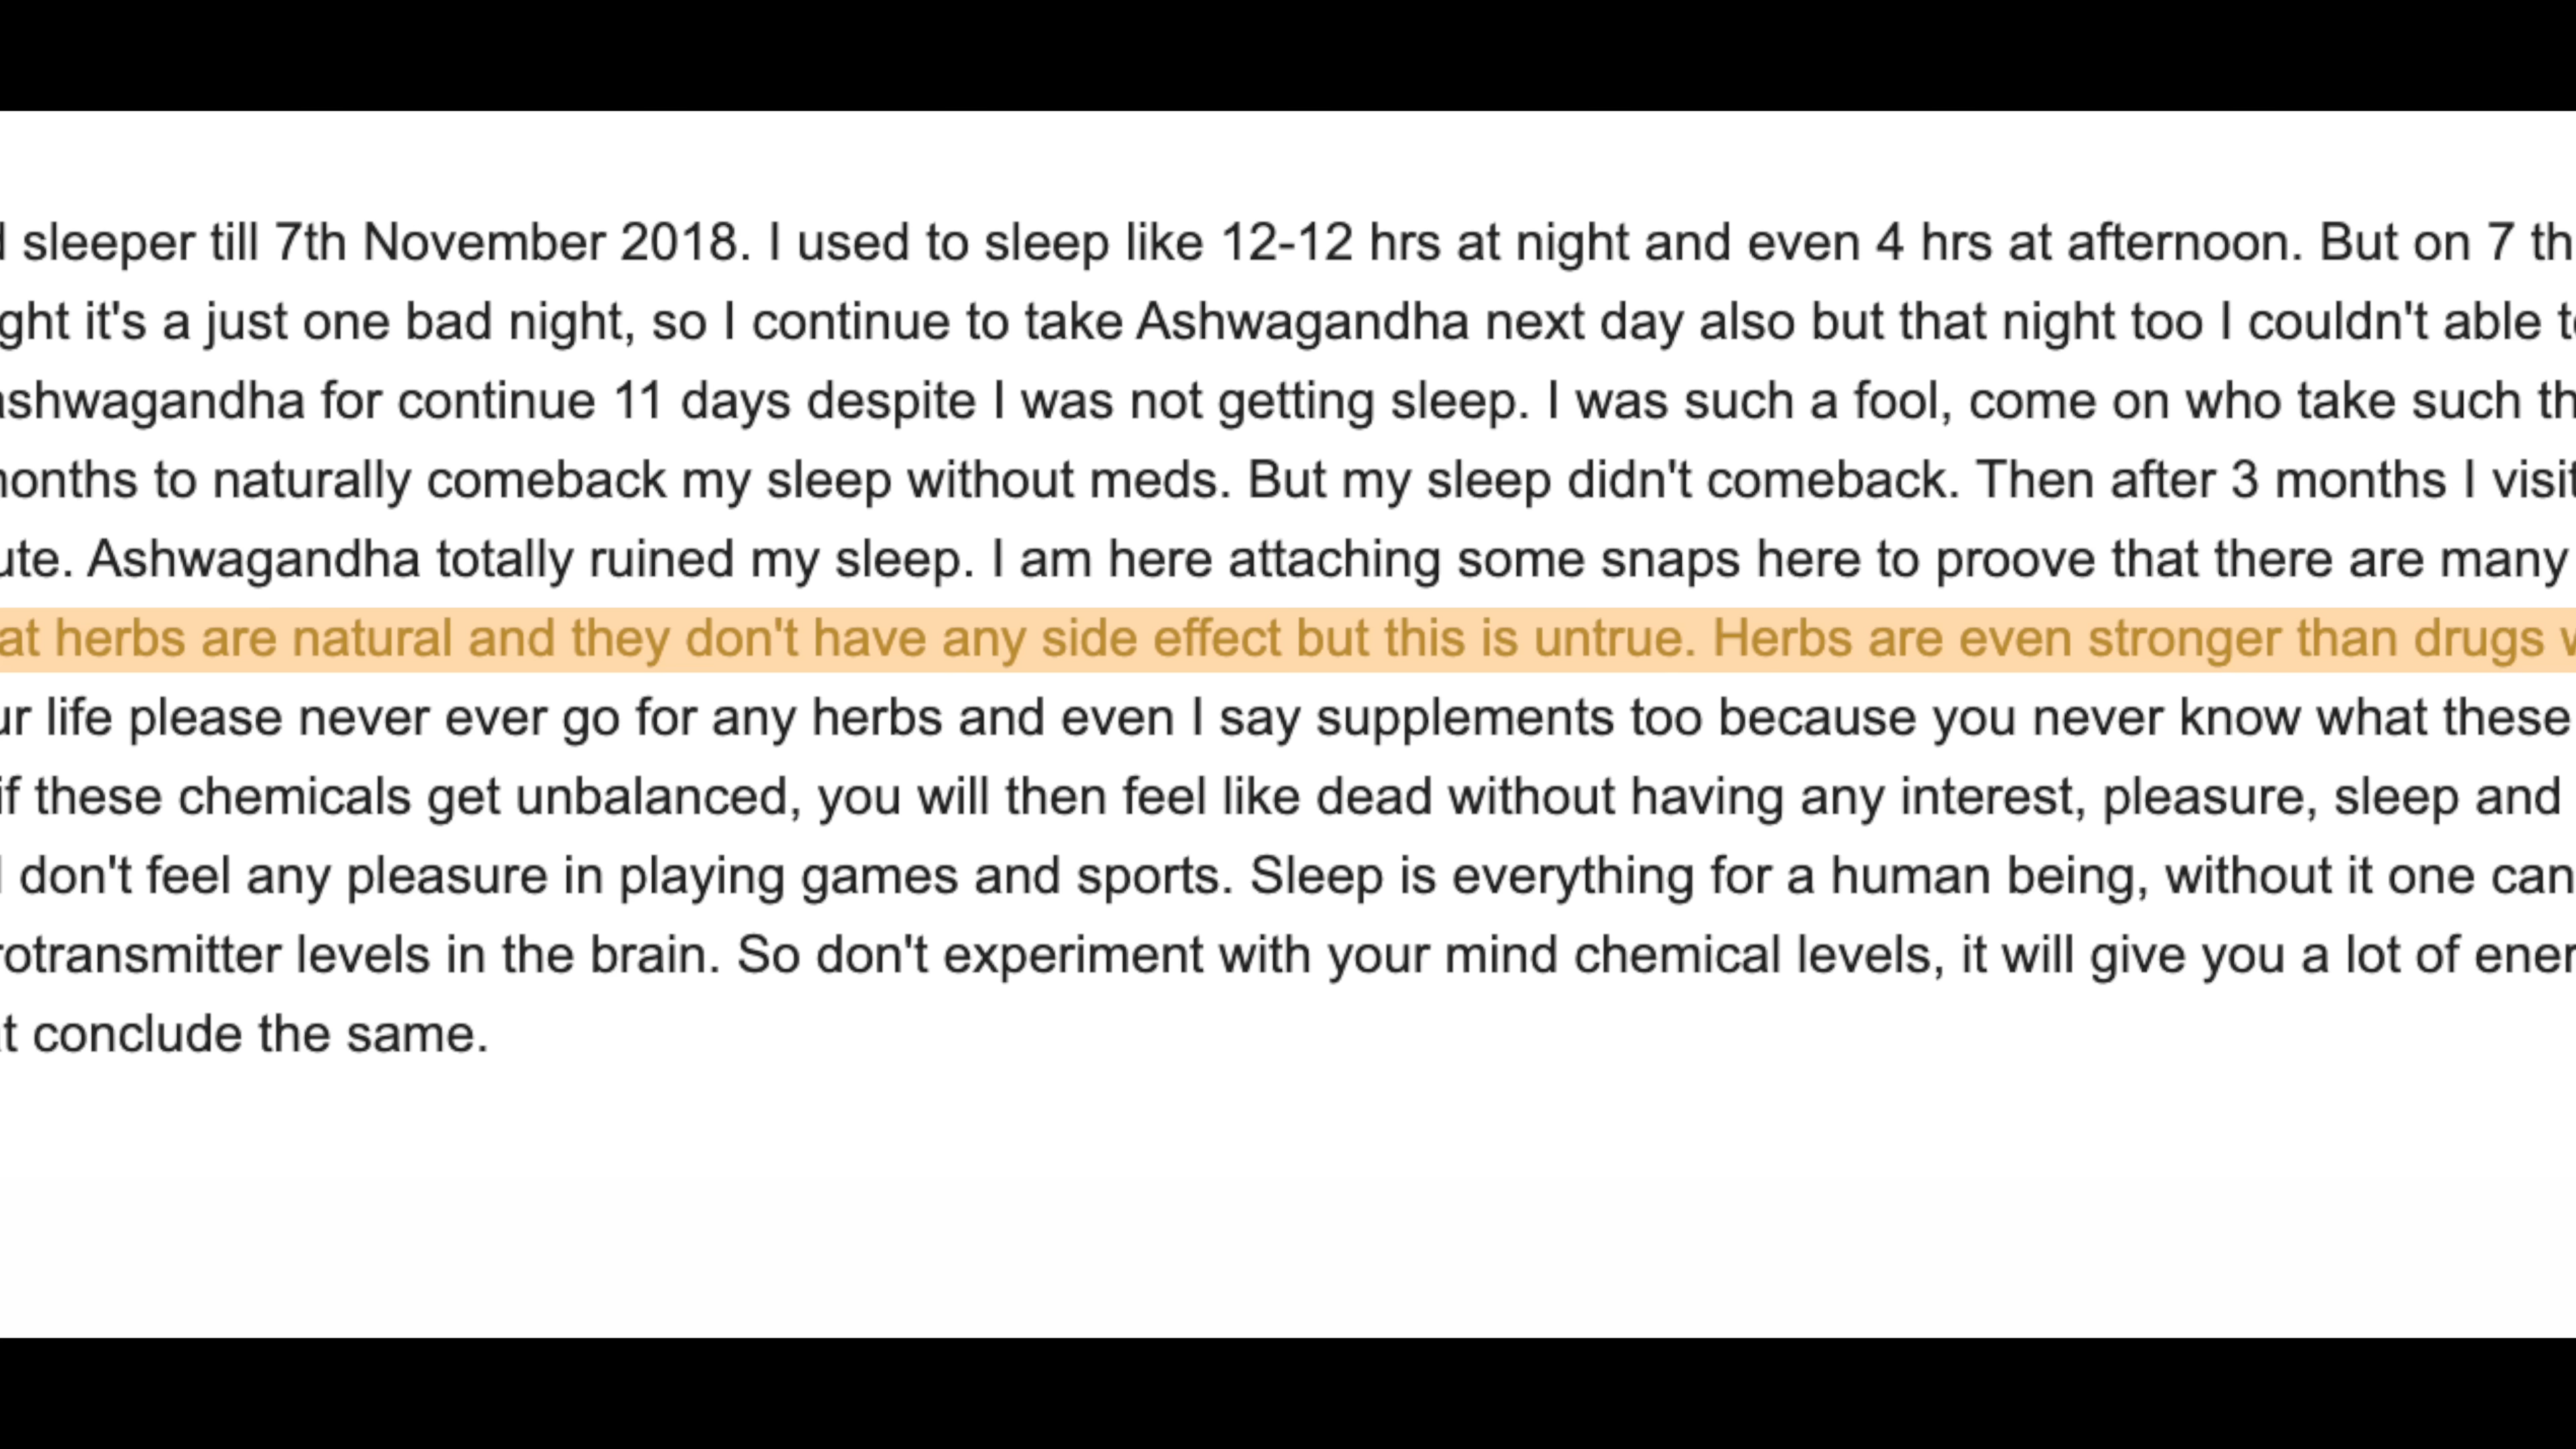 sleeper till 7th November 2018. I used to sleep like 12-12 hrs at night and even 4 hrs at afternoon. But on 7 th
it's a just one bad night, so I continue to take Ashwagandha next day also but that night too I couldn't able
ashwagandha for continue 11 days despite I was not getting sleep. I was such a fool, come on who take such
months to naturally comeback my sleep without meds. But my sleep didn't comeback. Then after 3 months I
Ashwagandha totally ruined my sleep. I am here attaching some snaps here to proove that there are many
herbs are natural and they don't have any side effect but this is untrue. Herbs are even stronger than drugs
life please never ever go for any herbs and even I say supplements too because you never know what these
if these chemicals get unbalanced, you will then feel like dead without having any interest, pleasure, sleep and
I don't feel any pleasure in playing games and sports. Sleep is everything for a human being, without it one can
levels in the brain. So don't experiment with your mind chemical levels, it will give you a lot of
conclude the same.